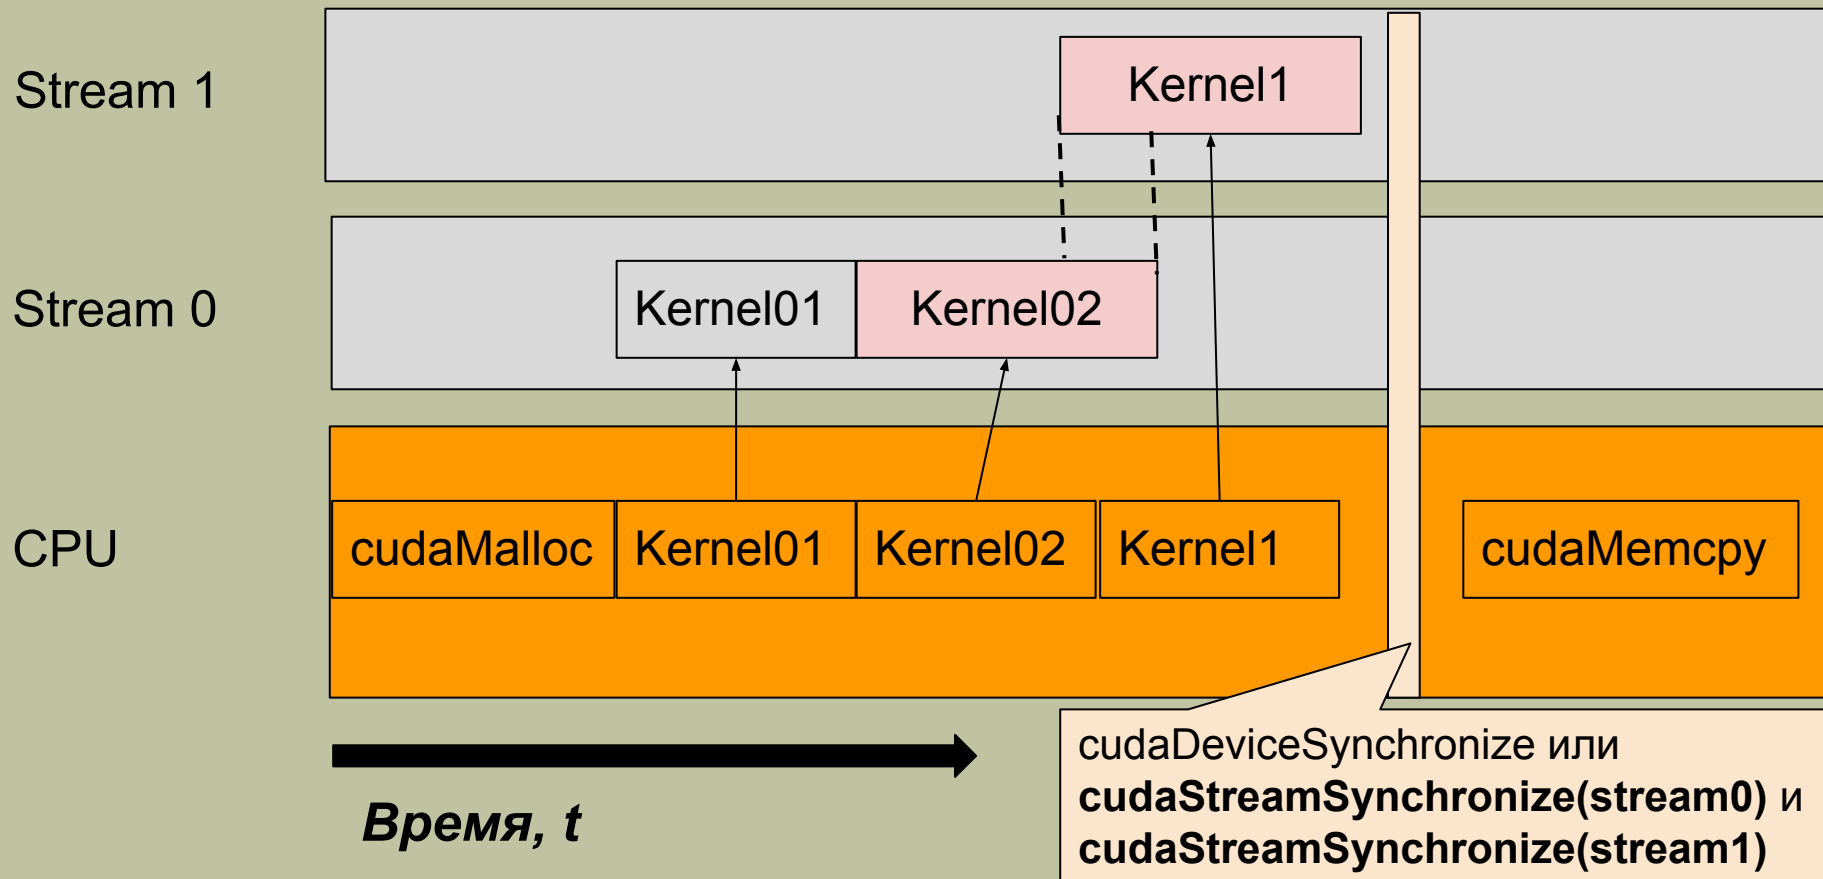 Stream 1
Kernel1
Stream 0
Kernel01
Kernel02
CPU
cudaMalloc
Kernel01
Kernel02
Kernel1
cudaMemcpy
Время, t
cudaDeviceSynchronize или
cudaStreamSynchronize(stream0) и
cudaStreamSynchronize(stream1)